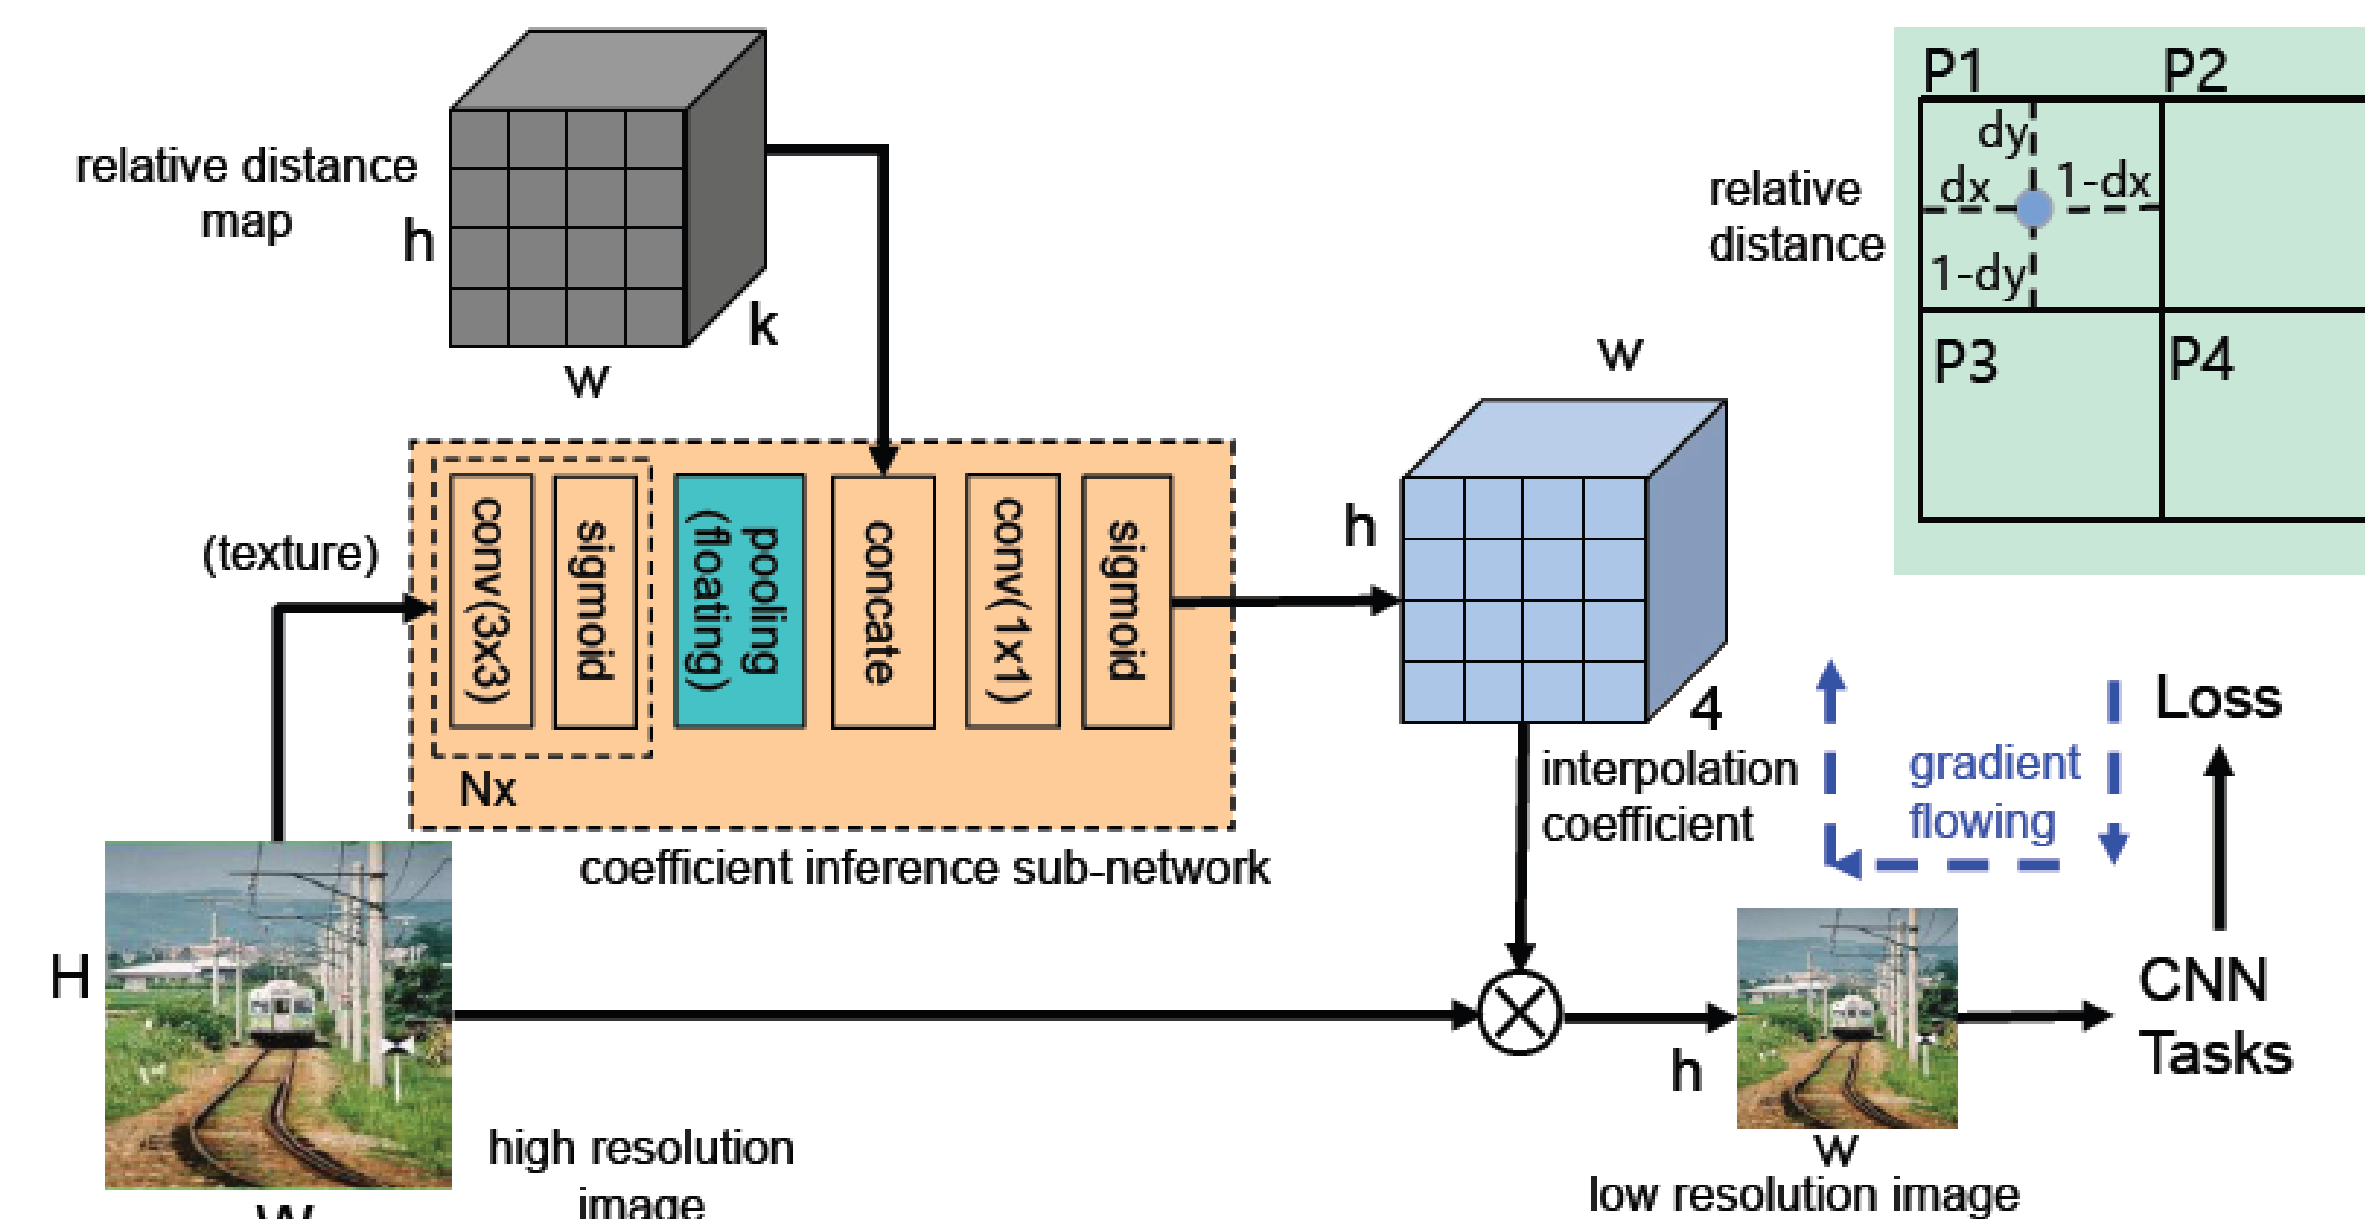 relative distance
map
h
w
k
P1
P2
dy
dx
1-dx
1-dy
P3
P4
relative
distance
(texture)
conv(3x3)
sigmoid
pooling
(floating)
concate
conv(1x1)
sigmoid
Nx
coefficient inference sub-network
w
h
4
interpolation
coefficient
gradient
flowing
Loss
CNN
Tasks
H
W
high resolution
image
h
w
low resolution image